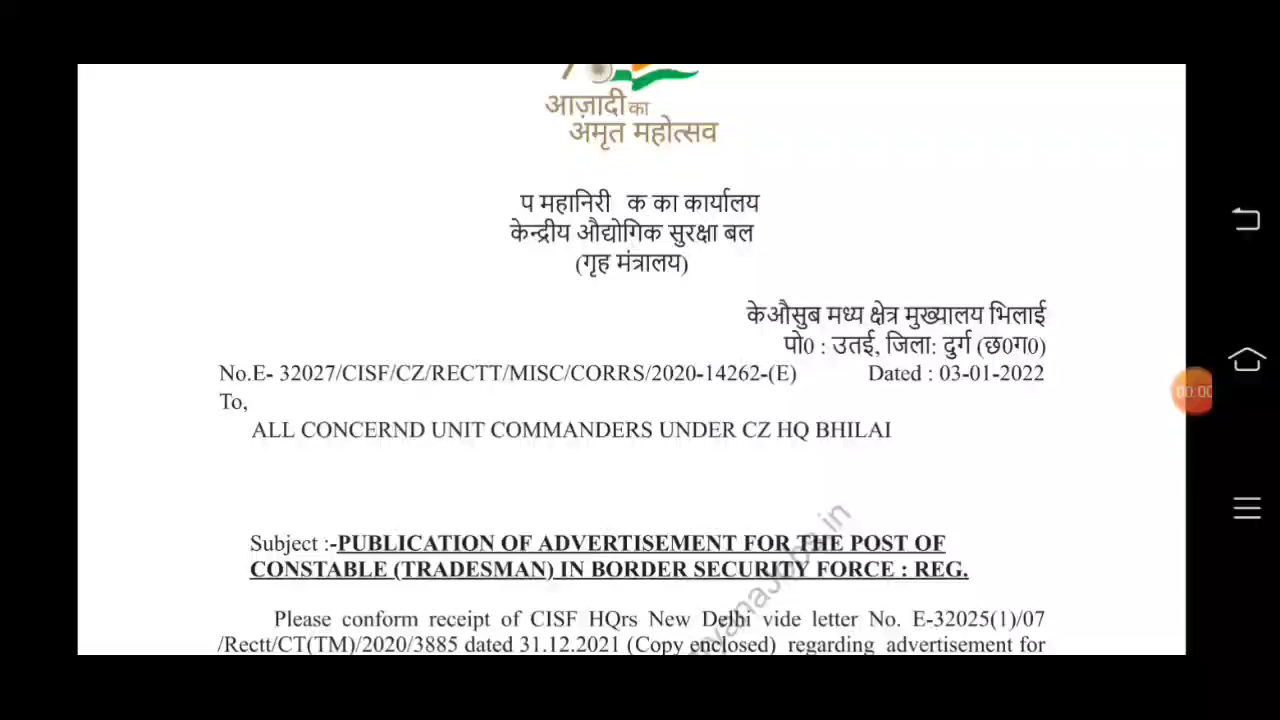 आज़ादी का
अमृत महोत्सव
प महानिरी क का कार्यालय
केन्द्रीय औद्योगिक सुरक्षा बल
(गृह मंत्रालय)
केऔसुब मध्य क्षेत्र मुख्यालय भिलाई
पो0 : उतई, जिला: दुर्ग (छ0ग0)
No.E- 32027/CISF/CZ/RECTT/MISC/CORRS/2020-14262-(E) Dated : 03-01-2022
To,
ALL CONCERND UNIT COMMANDERS UNDER CZ HQ BHILAI
Subject :-PUBLICATION OF ADVERTISEMENT FOR THE POST OF
CONSTABLE (TRADESMAN) IN BORDER SECURITY FORCE : REG.
Please conform receipt of CISF HQrs New Delhi vide letter No. E-32025(1)/07
/Rectt/CT(TM)/2020/3885 dated 31.12.2021 (Copy enclosed) regarding advertisement for
00:00